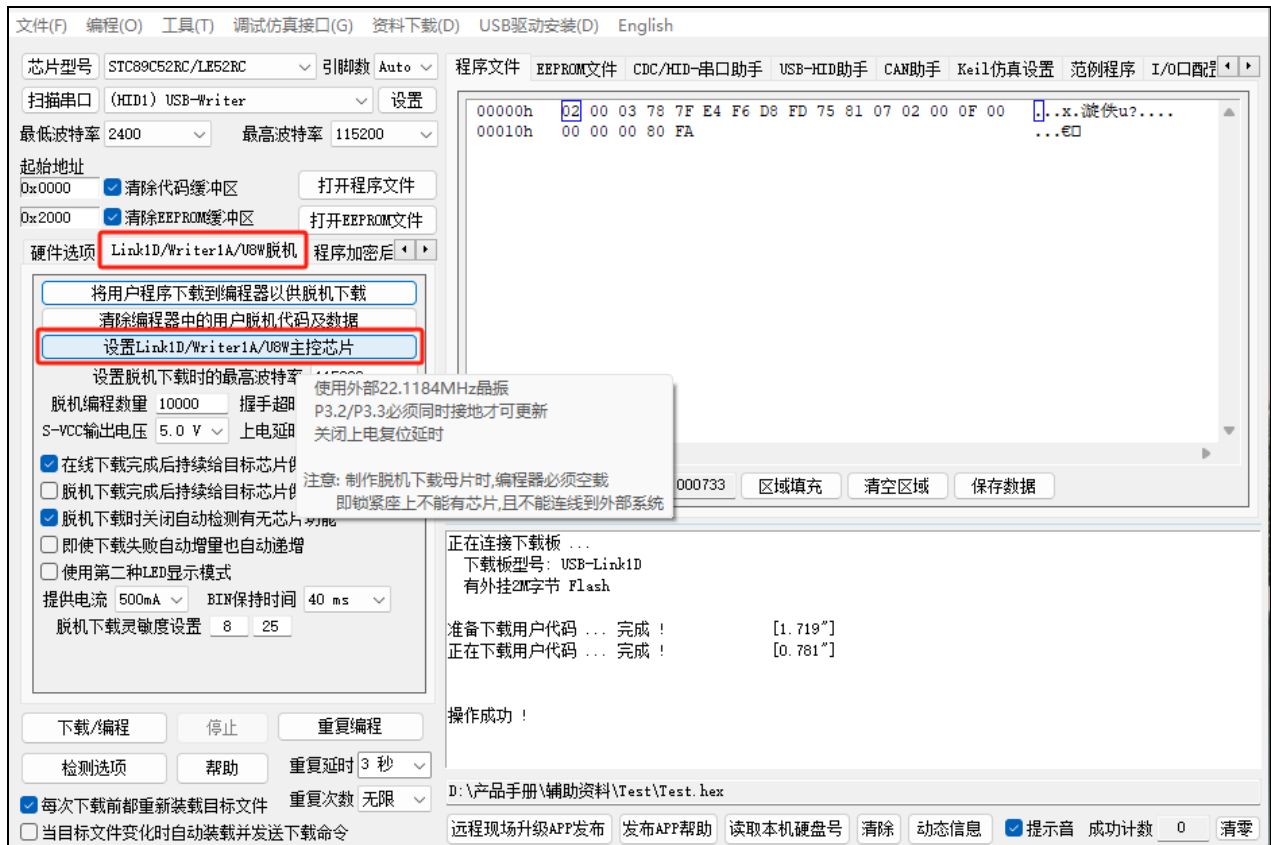 文件(F) 编程(O) 工具(T) 调试仿真接口(G) 资料下载(D) USB驱动安装(D) English
芯片型号 STC89C52RC/LE52RC 引脚数 Auto
扫描串口 (HID1) USB-Writer 设置
最低波特率 2400 最高波特率 115200
起始地址
0x0000 清除代码缓冲区 打开程序文件
0x2000 清除EEPROM缓冲区 打开EEPROM文件
硬件选项 Link1D/Writer1A/U8W脱机 程序加密后
将用户程序下载到编程器以供脱机下载
清除编程器中的用户脱机代码及数据
设置Link1D/Writer1A/U8W主控芯片
设置脱机下载时的最高波特率
脱机编程数量 10000 握手超时
S-VCC输出电压 5.0 V 上电延时
在线下载完成后持续给目标芯片供
脱机下载完成后持续给目标芯片供
脱机下载时关闭自动检测有无芯片功能
即使下载失败自动增量也自动递增
使用第二种LED显示模式
提供电流 500mA BIN保持时间 40 ms
脱机下载灵敏度设置 8 25
使用外部22.1184MHz晶振
P3.2/P3.3必须同时接地才可更新
关闭上电复位延时
注意: 制作脱机下载母片时,编程器必须空载
即锁紧座上不能有芯片,且不能连线到外部系统
下载/编程 停止 重复编程
检测选项 帮助 重复延时 3 秒
每次下载前都重新装载目标文件 重复次数 无限
当目标文件变化时自动装载并发送下载命令
程序文件 EEPROM文件 CDC/HID-串口助手 USB-HID助手 CAN助手 Keil仿真设置 范例程序 I/O口配
00000h 02 00 03 78 7F E4 F6 D8 FD 75 81 07 02 00 0F 00 ...x.漩佚u?....
00010h 00 00 00 80 FA ...€
000733 区域填充 清空区域 保存数据
正在连接下载板 ...
下载板型号: USB-Link1D
有外挂2M字节 Flash
准备下载用户代码 ... 完成 ! [1.719″]
正在下载用户代码 ... 完成 ! [0.781″]
操作成功 !
D:\产品手册\辅助资料\Test\Test.hex
远程现场升级APP发布 发布APP帮助 读取本机硬盘号 清除 动态信息 提示音 成功计数 0 清零